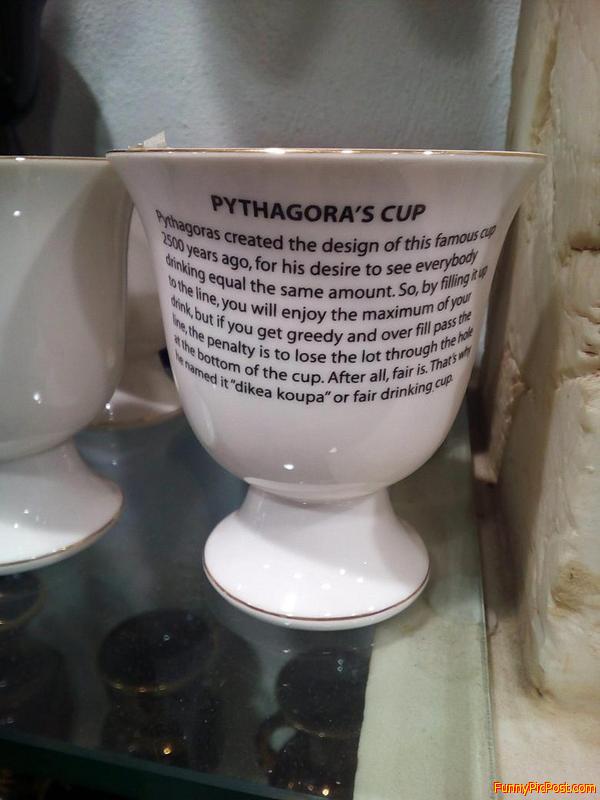 PYTHAGORA'S CUP
Pythagoras created the design of this famous cup
2500 years ago, for his desire to see everybody
drinking equal the same amount. So, by filling it up
to the line, you will enjoy the maximum of your
drink, but if you get greedy and over fill pass the
line, the penalty is to lose the lot through the hole
at the bottom of the cup. After all, fair is. That's why
he named it "dikea koupa" or fair drinking cup.
FunnyPicPost.com